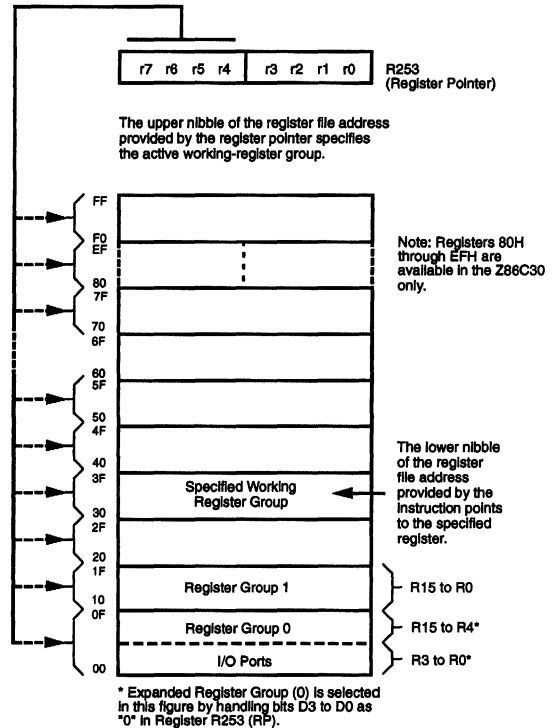 r7 r6 r5 r4 r3 r2 r1 r0
R253
(Register Pointer)
The upper nibble of the register file address
provided by the register pointer specifies
the active working-register group.
FF
F0
EF
80
7F
70
6F
60
5F
50
4F
40
3F
30
2F
20
1F
10
0F
00
Note: Registers 80H
through EFH are
available in the Z86C30
only.
Specified Working
Register Group
The lower nibble
of the register
file address
provided by the
instruction points
to the specified
register.
Register Group 1
R15 to R0
Register Group 0
R15 to R4*
I/O Ports
R3 to R0*
* Expanded Register Group (0) is selected
in this figure by handling bits D3 to D0 as
"0" in Register R253 (RP).